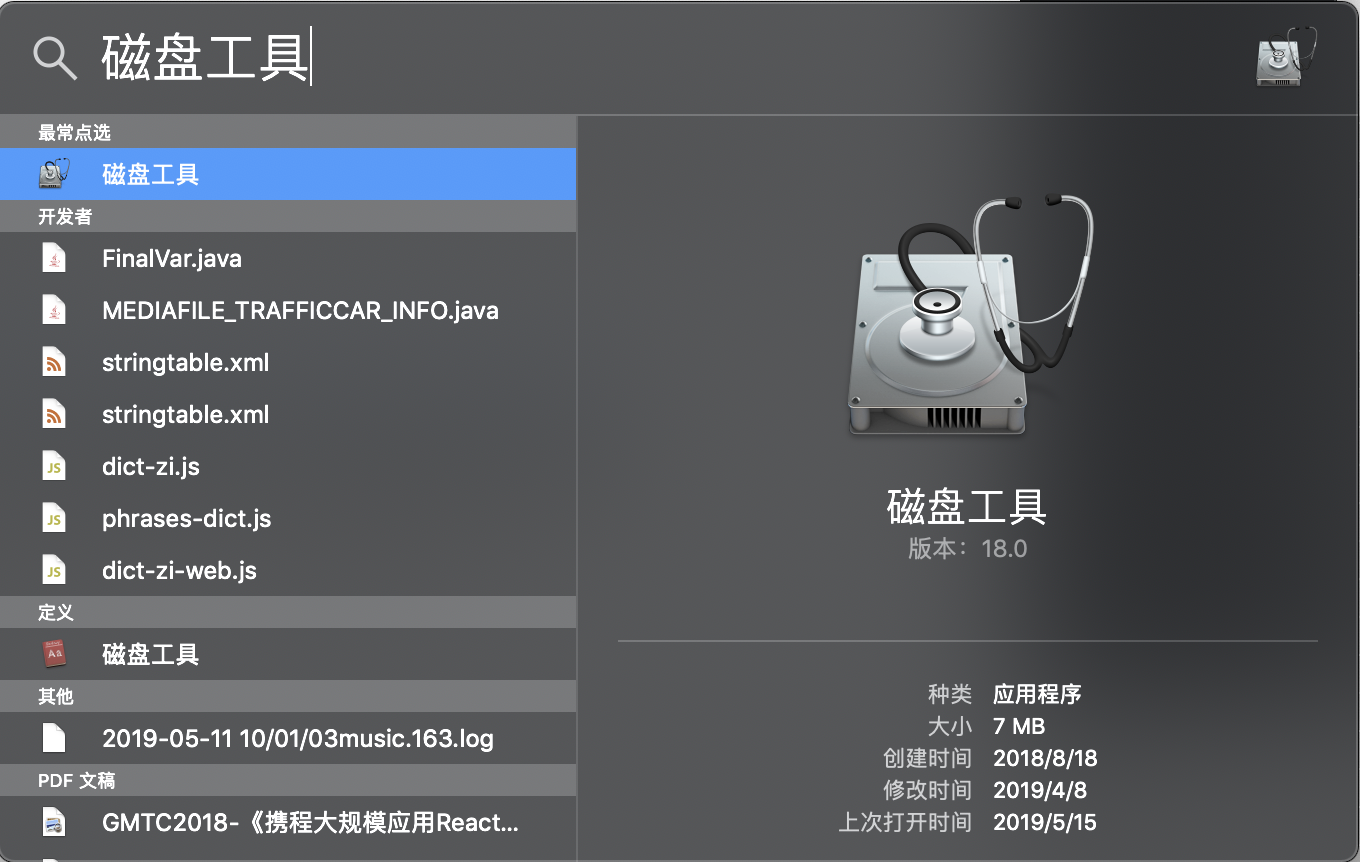 磁盘工具
最常点选
磁盘工具
开发者
FinalVar.java
MEDIAFILE_TRAFFICCAR_INFO.java
stringtable.xml
stringtable.xml
dict-zi.js
phrases-dict.js
dict-zi-web.js
定义
磁盘工具
其他
2019-05-11 10/01/03music.163.log
PDF 文稿
GMTC2018-《携程大规模应用React...
磁盘工具
版本：18.0
种类 应用程序
大小 7 MB
创建时间 2018/8/18
修改时间 2019/4/8
上次打开时间 2019/5/15